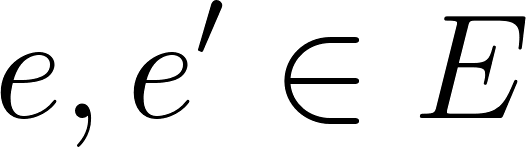 e, e′ ∈ E